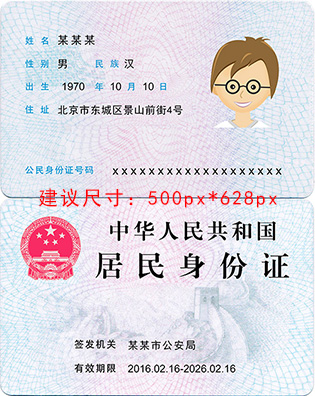 姓名 某某某
性别 男 民族 汉
出生 1970 年 10 月 10 日
住址 北京市东城区景山前街4号
公民身份证号码 xxxxxxxxxxxxxxxxxxx
建议尺寸：500px*628px
中华人民共和国
居民身份证
签发机关 某某市公安局
有效期限 2016.02.16-2026.02.16